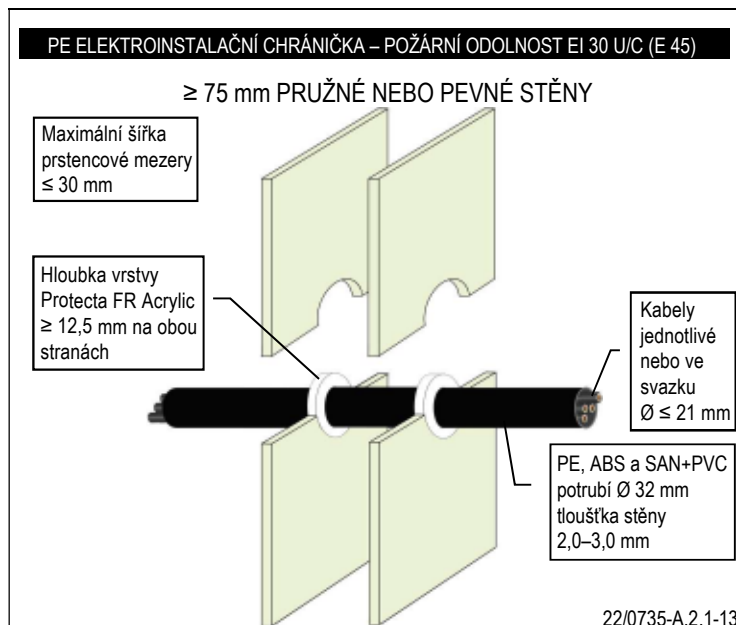 PE ELEKTROINSTALAČNÍ CHRÁNIČKA – POŽÁRNÍ ODOLNOST EI 30 U/C (E 45)
≥ 75 mm PRUŽNÉ NEBO PEVNÉ STĚNY
Maximální šířka
prstencové mezery
≤ 30 mm
Hloubka vrstvy
Protecta FR Acrylic
≥ 12,5 mm na obou
stranách
Kabely
jednotlivé
nebo ve
svazku
Ø ≤ 21 mm
PE, ABS a SAN+PVC
potrubí Ø 32 mm
tloušťka stěny
2,0–3,0 mm
22/0735-A.2.1-13